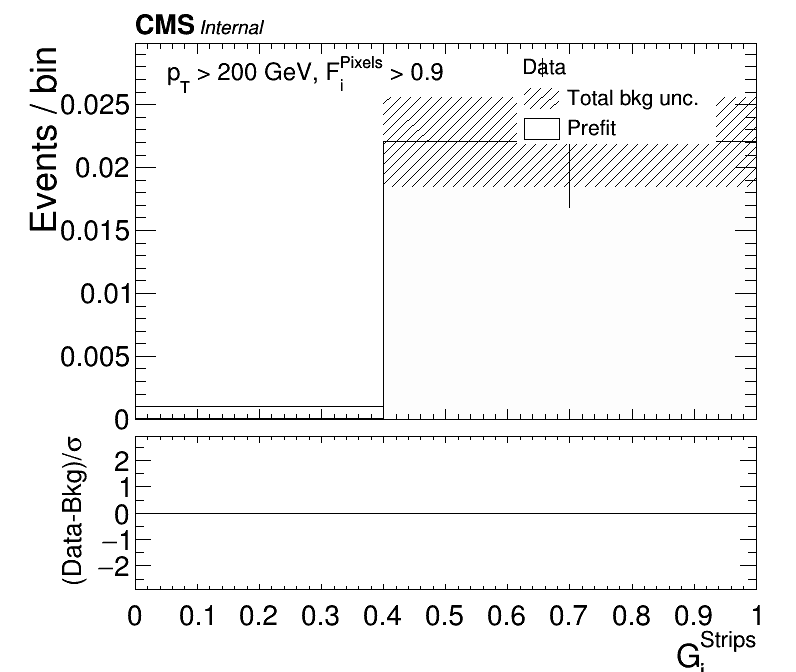 CMS Internal
p_T > 200 GeV, F_i^Pixels > 0.9
Data
Total bkg unc.
Prefit
Events / bin
0.025
0.02
0.015
0.01
0.005
0
(Data-Bkg)/σ
2
1
0
−1
−2
0 0.1 0.2 0.3 0.4 0.5 0.6 0.7 0.8 0.9 1
G_i^Strips